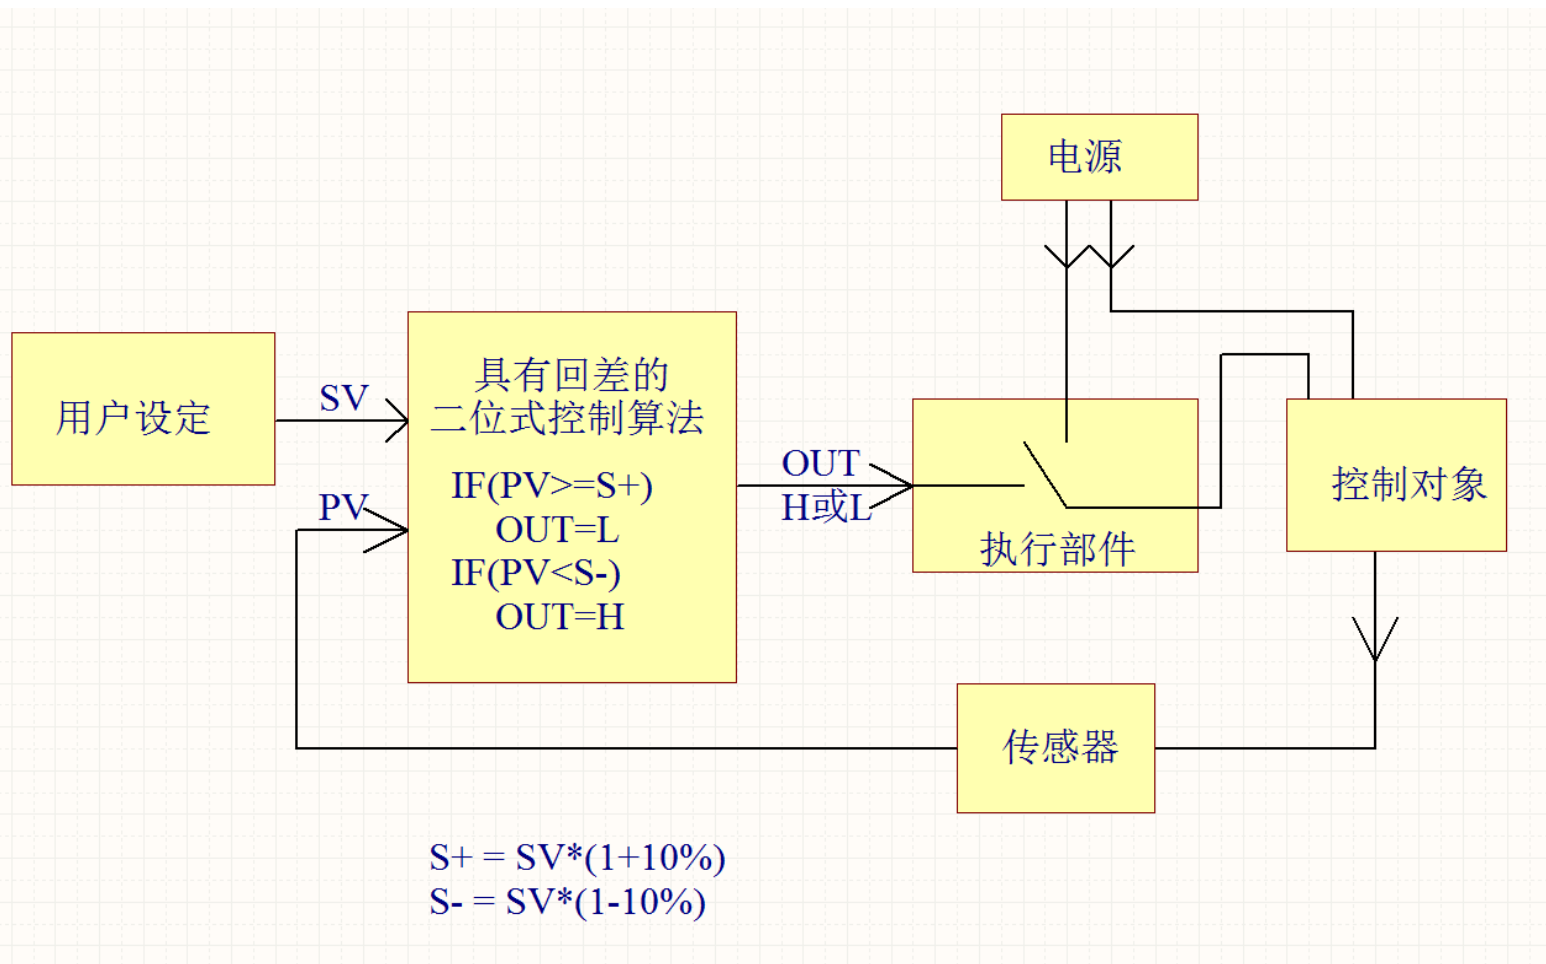 电源
用户设定
SV
PV
具有回差的
二位式控制算法
IF(PV>=S+)
OUT=L
IF(PV<S-)
OUT=H
OUT
H或L
执行部件
控制对象
传感器
S+ = SV*(1+10%)
S- = SV*(1-10%)